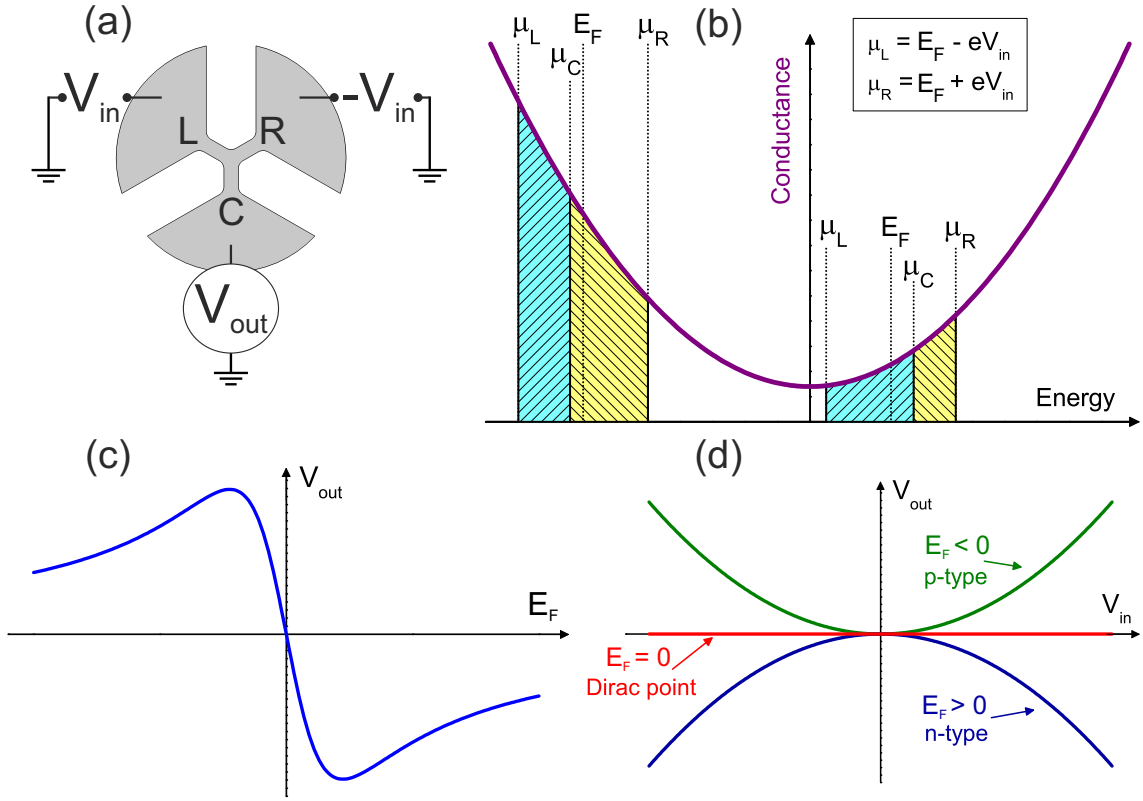 (a)
V_in
-V_in
L
R
C
V_out
(b)
μ_L
E_F
μ_R
μ_C
Conductance
μ_L = E_F - eV_in
μ_R = E_F + eV_in
μ_L
E_F
μ_R
μ_C
Energy
(c)
V_out
E_F
(d)
V_out
E_F < 0
p-type
V_in
E_F = 0
Dirac point
E_F > 0
n-type